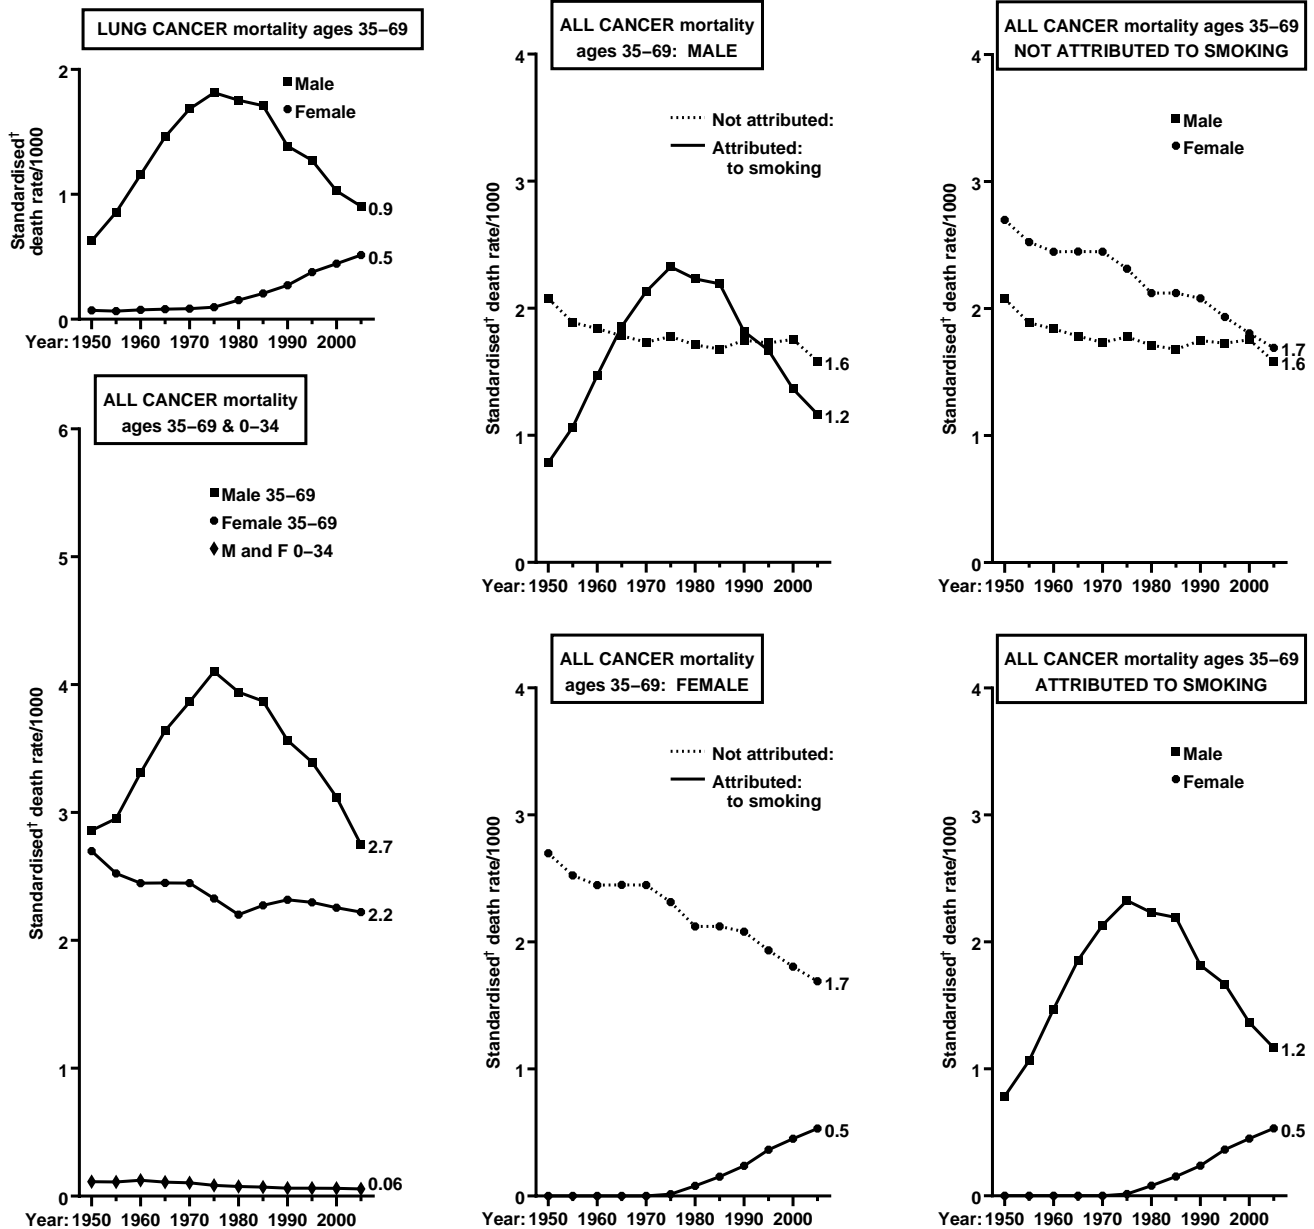 LUNG CANCER mortality ages 35–69
2
1
0
Standardised†
death rate/1000
Male
Female
0.9
0.5
Year: 1950 1960 1970 1980 1990 2000
ALL CANCER mortality
ages 35–69 & 0–34
6
5
4
3
2
1
0
Standardised† death rate/1000
Male 35–69
Female 35–69
M and F 0–34
2.7
2.2
0.06
Year: 1950 1960 1970 1980 1990 2000
ALL CANCER mortality
ages 35–69: MALE
4
3
2
1
0
Standardised† death rate/1000
Not attributed:
Attributed:
to smoking
1.6
1.2
Year: 1950 1960 1970 1980 1990 2000
ALL CANCER mortality
ages 35–69: FEMALE
4
3
2
1
0
Standardised† death rate/1000
Not attributed:
Attributed:
to smoking
1.7
0.5
Year: 1950 1960 1970 1980 1990 2000
ALL CANCER mortality ages 35–69
NOT ATTRIBUTED TO SMOKING
4
3
2
1
0
Standardised† death rate/1000
Male
Female
1.7
1.6
Year: 1950 1960 1970 1980 1990 2000
ALL CANCER mortality ages 35–69
ATTRIBUTED TO SMOKING
4
3
2
1
0
Standardised† death rate/1000
Male
Female
1.2
0.5
Year: 1950 1960 1970 1980 1990 2000